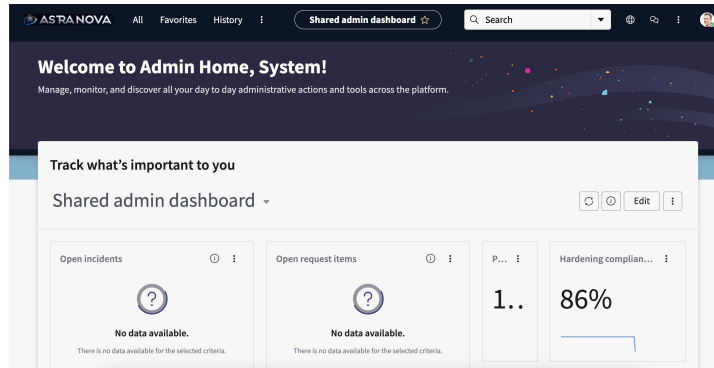 ASTRANOVA All Favorites History Shared admin dashboard Search
Welcome to Admin Home, System!
Manage, monitor, and discover all your day to day administrative actions and tools across the platform.
Track what's important to you
Shared admin dashboard
Edit
Open incidents
Open request items
P...
Hardening complian...
?
?
1..
86%
No data available.
No data available.
There is no data available for the selected criteria.
There is no data available for the selected criteria.